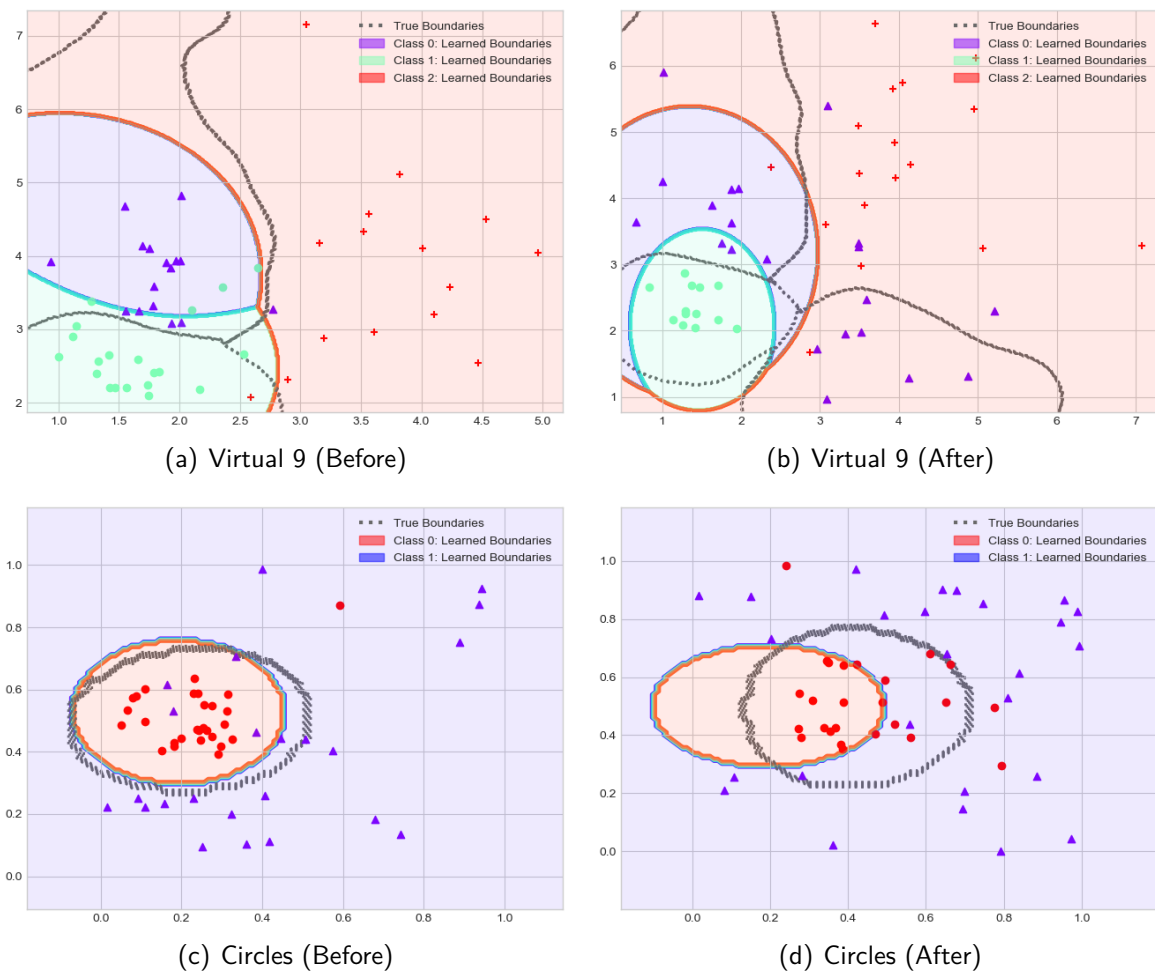 True Boundaries
Class 0: Learned Boundaries
Class 1: Learned Boundaries
Class 2: Learned Boundaries
7
6
5
4
3
2
1.0 1.5 2.0 2.5 3.0 3.5 4.0 4.5 5.0
(a) Virtual 9 (Before)
True Boundaries
Class 0: Learned Boundaries
Class 1: Learned Boundaries
Class 2: Learned Boundaries
6
5
4
3
2
1
1 2 3 4 5 6 7
(b) Virtual 9 (After)
True Boundaries
Class 0: Learned Boundaries
Class 1: Learned Boundaries
1.0
0.8
0.6
0.4
0.2
0.0
0.0 0.2 0.4 0.6 0.8 1.0
(c) Circles (Before)
True Boundaries
Class 0: Learned Boundaries
Class 1: Learned Boundaries
1.0
0.8
0.6
0.4
0.2
0.0
0.0 0.2 0.4 0.6 0.8 1.0
(d) Circles (After)